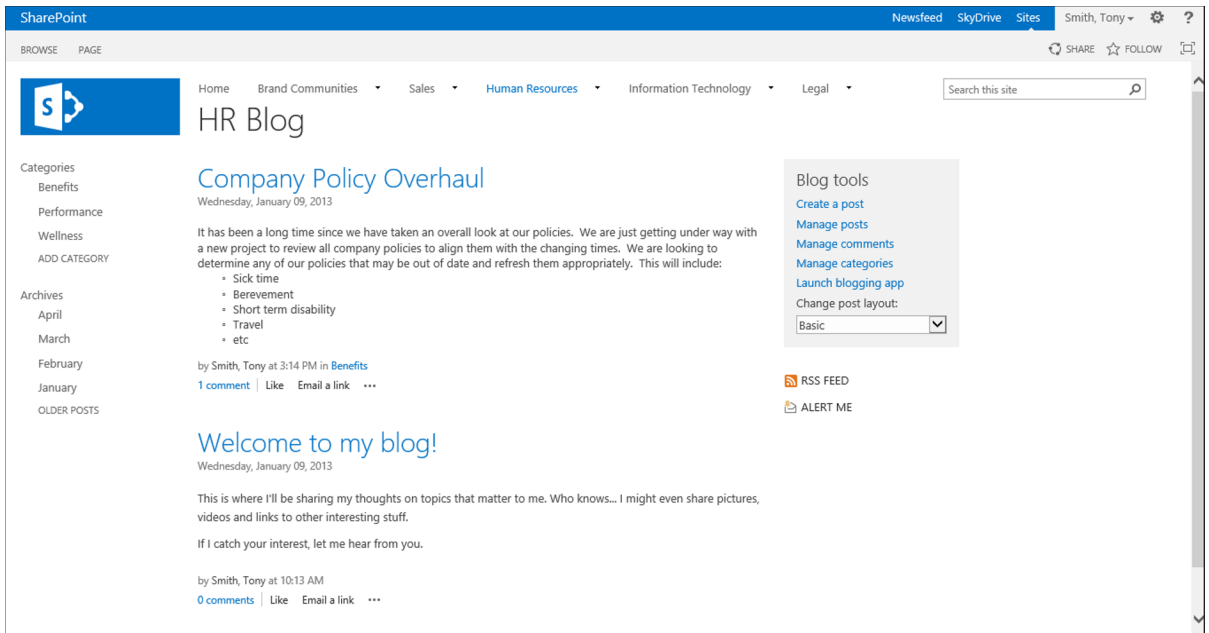 SharePoint
Newsfeed SkyDrive Sites Smith, Tony ?
BROWSE PAGE
SHARE FOLLOW
S
Home Brand Communities Sales Human Resources Information Technology Legal
Search this site
HR Blog
Categories
Benefits
Performance
Wellness
ADD CATEGORY
Archives
April
March
February
January
OLDER POSTS
Company Policy Overhaul
Wednesday, January 09, 2013
It has been a long time since we have taken an overall look at our policies. We are just getting under way with
a new project to review all company policies to align them with the changing times. We are looking to
determine any of our policies that may be out of date and refresh them appropriately. This will include:
Sick time
Berevement
Short term disability
Travel
etc
by Smith, Tony at 3:14 PM in Benefits
1 comment Like Email a link ...
Welcome to my blog!
Wednesday, January 09, 2013
This is where I'll be sharing my thoughts on topics that matter to me. Who knows... I might even share pictures,
videos and links to other interesting stuff.
If I catch your interest, let me hear from you.
by Smith, Tony at 10:13 AM
0 comments Like Email a link ...
Blog tools
Create a post
Manage posts
Manage comments
Manage categories
Launch blogging app
Change post layout:
Basic
RSS FEED
ALERT ME